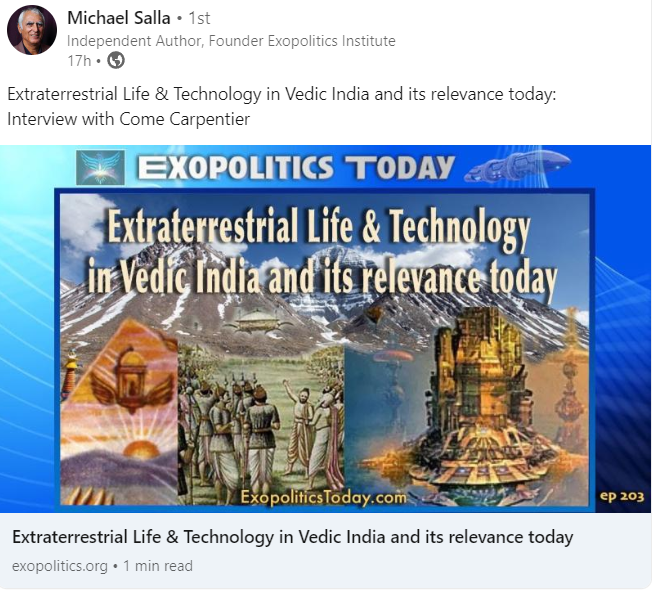 Michael Salla • 1st
Independent Author, Founder Exopolitics Institute
17h •
Extraterrestrial Life & Technology in Vedic India and its relevance today:
Interview with Come Carpentier
EXOPOLITICS TODAY
Extraterrestrial Life & Technology
in Vedic India and its relevance today
ExopoliticsToday.com
ep 203
Extraterrestrial Life & Technology in Vedic India and its relevance today
exopolitics.org • 1 min read